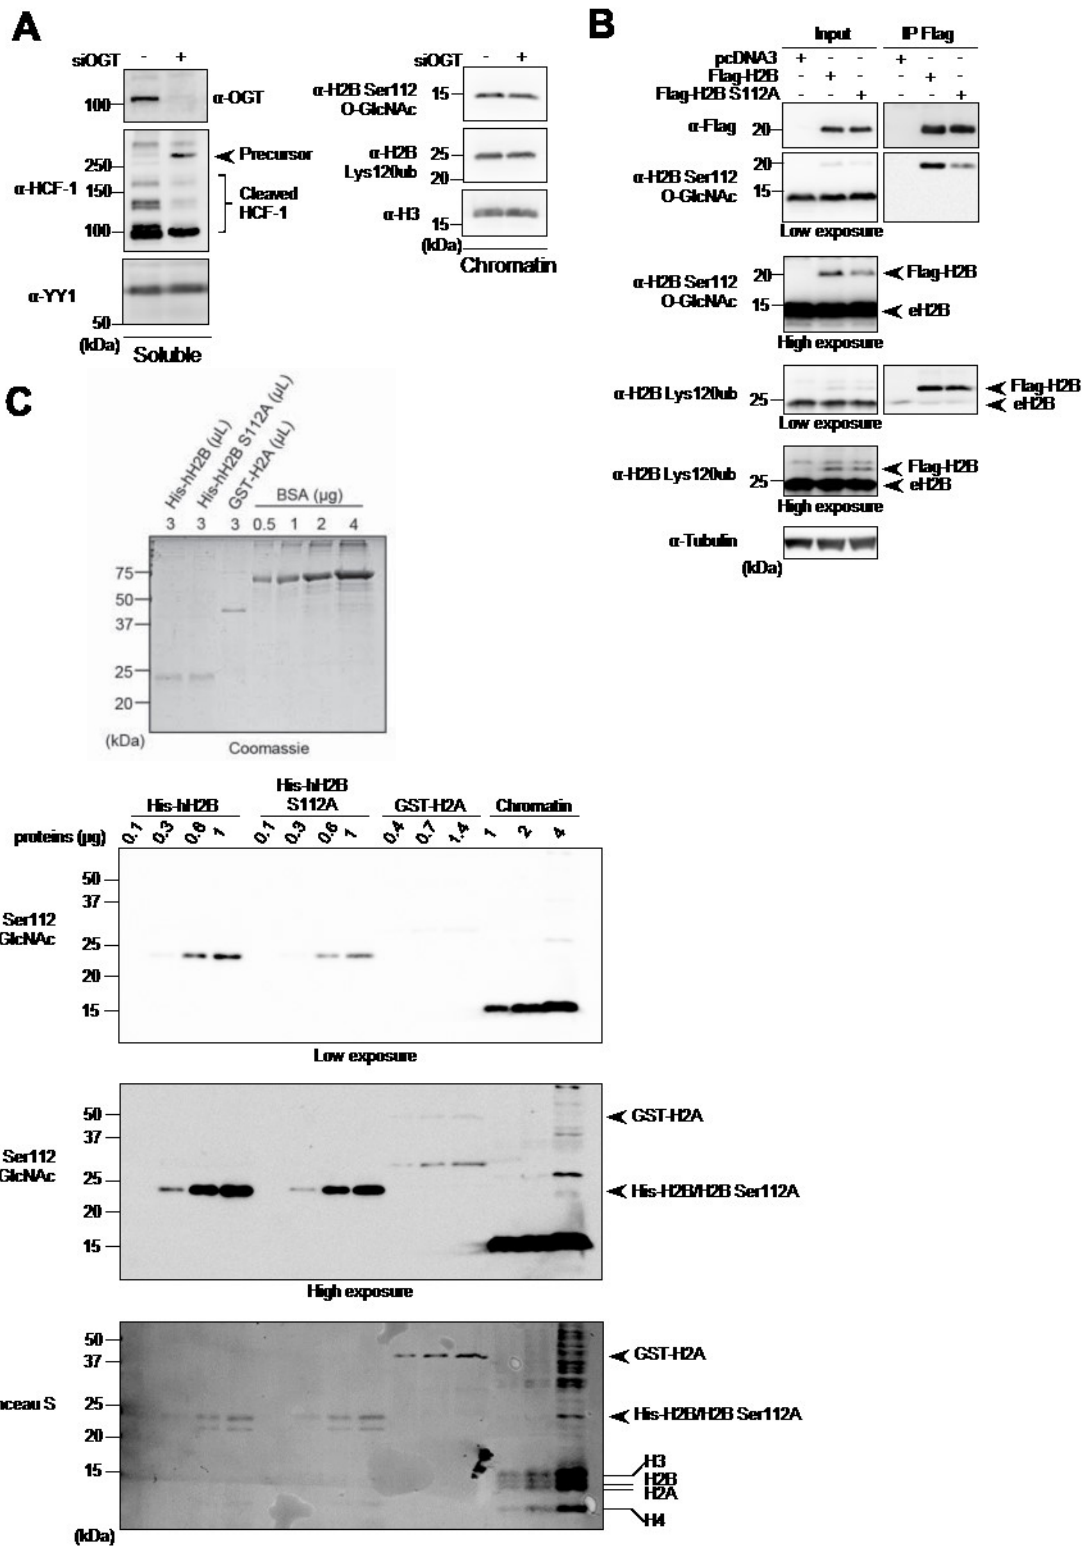 A
siOGT - +
100
α-OGT
250
α-HCF-1 150
100
Precursor
Cleaved
HCF-1
α-YY1
50
(kDa)
Soluble
siOGT - +
α-H2B Ser112
O-GlcNAc
15
α-H2B
Lys120ub
25
20
α-H3
15
(kDa)
Chromatin
B
Input IP Flag
pcDNA3 + - - + - -
Flag-H2B - + - - + -
Flag-H2B S112A - - + - - +
α-Flag 20
α-H2B Ser112
O-GlcNAc
20
15
Low exposure
α-H2B Ser112
O-GlcNAc
20
15
Flag-H2B
eH2B
High exposure
α-H2B Lys120ub
25
Flag-H2B
eH2B
Low exposure
α-H2B Lys120ub
25
Flag-H2B
eH2B
High exposure
α-Tubulin
(kDa)
C
His-hH2B (µL)
His-hH2B S112A (µL)
GST-H2A (µL)
BSA (µg)
3 3 3 0.5 1 2 4
75
50
37
25
20
(kDa)
Coomassie
His-hH2B
His-hH2B
S112A
GST-H2A
Chromatin
proteins (µg) 0.1 0.3 0.6 1 0.1 0.3 0.6 1 0.4 0.7 1.4 1 2 4
50
37
Ser112
GlcNAc
25
20
15
Low exposure
50
37
Ser112
GlcNAc
25
20
15
GST-H2A
His-H2B/H2B Ser112A
High exposure
50
37
nceau S
25
20
15
(kDa)
GST-H2A
His-H2B/H2B Ser112A
H3
H2B
H2A
H4